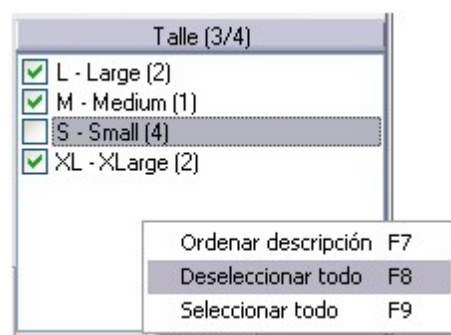 Talle (3/4)
L - Large (2)
M - Medium (1)
S - Small (4)
XL - XLarge (2)
Ordenar descripción F7
Deseleccionar todo F8
Seleccionar todo F9